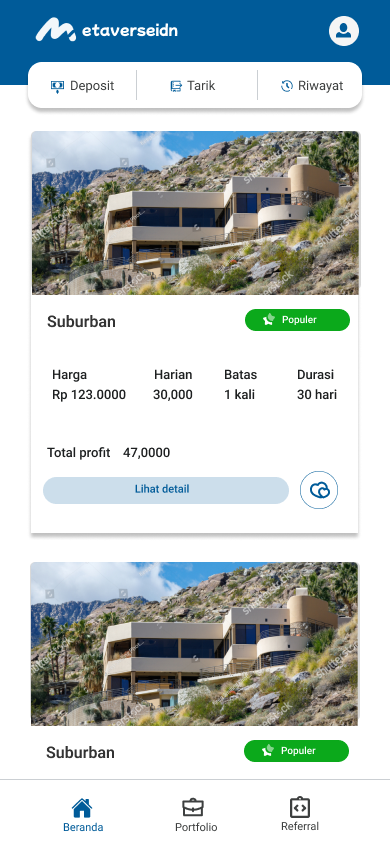 etaverseidn
Deposit
Tarik
Riwayat
Suburban
Populer
Harga Harian Batas Durasi
Rp 123.0000 30,000 1 kali 30 hari
Total profit 47,0000
Lihat detail
Suburban
Populer
Beranda
Portfolio
Referral